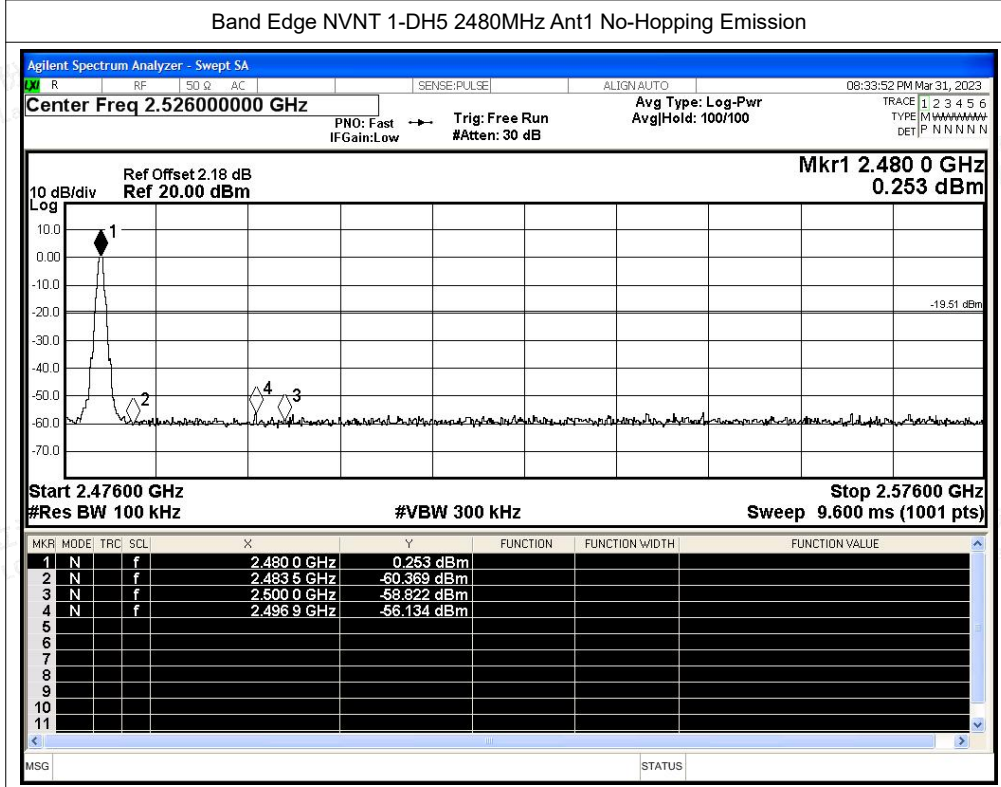 Band Edge NVNT 1-DH5 2480MHz Ant1 No-Hopping Emission
Agilent Spectrum Analyzer - Swept SA
LXI R RF 50 Ω AC SENSE:PULSE ALIGN AUTO 08:33:52 PM Mar 31, 2023
Center Freq 2.526000000 GHz
PNO: Fast
IFGain:Low
Trig: Free Run
#Atten: 30 dB
Avg Type: Log-Pwr
Avg|Hold: 100/100
TRACE 1 2 3 4 5 6
TYPE M
DET P N N N N N
Mkr1 2.480 0 GHz
0.253 dBm
Ref Offset 2.18 dB
10 dB/div Ref 20.00 dBm
Log
10.0
0.00
-10.0
-20.0
-30.0
-40.0
-50.0
-60.0
-70.0
1
-19.51 dBm
2
4
3
Start 2.47600 GHz Stop 2.57600 GHz
#Res BW 100 kHz #VBW 300 kHz Sweep 9.600 ms (1001 pts)
MKR MODE TRC SCL X Y FUNCTION FUNCTION WIDTH FUNCTION VALUE
1 N f 2.480 0 GHz 0.253 dBm
2 N f 2.483 5 GHz -60.369 dBm
3 N f 2.500 0 GHz -58.822 dBm
4 N f 2.496 9 GHz -56.134 dBm
5
6
7
8
9
10
11
MSG STATUS